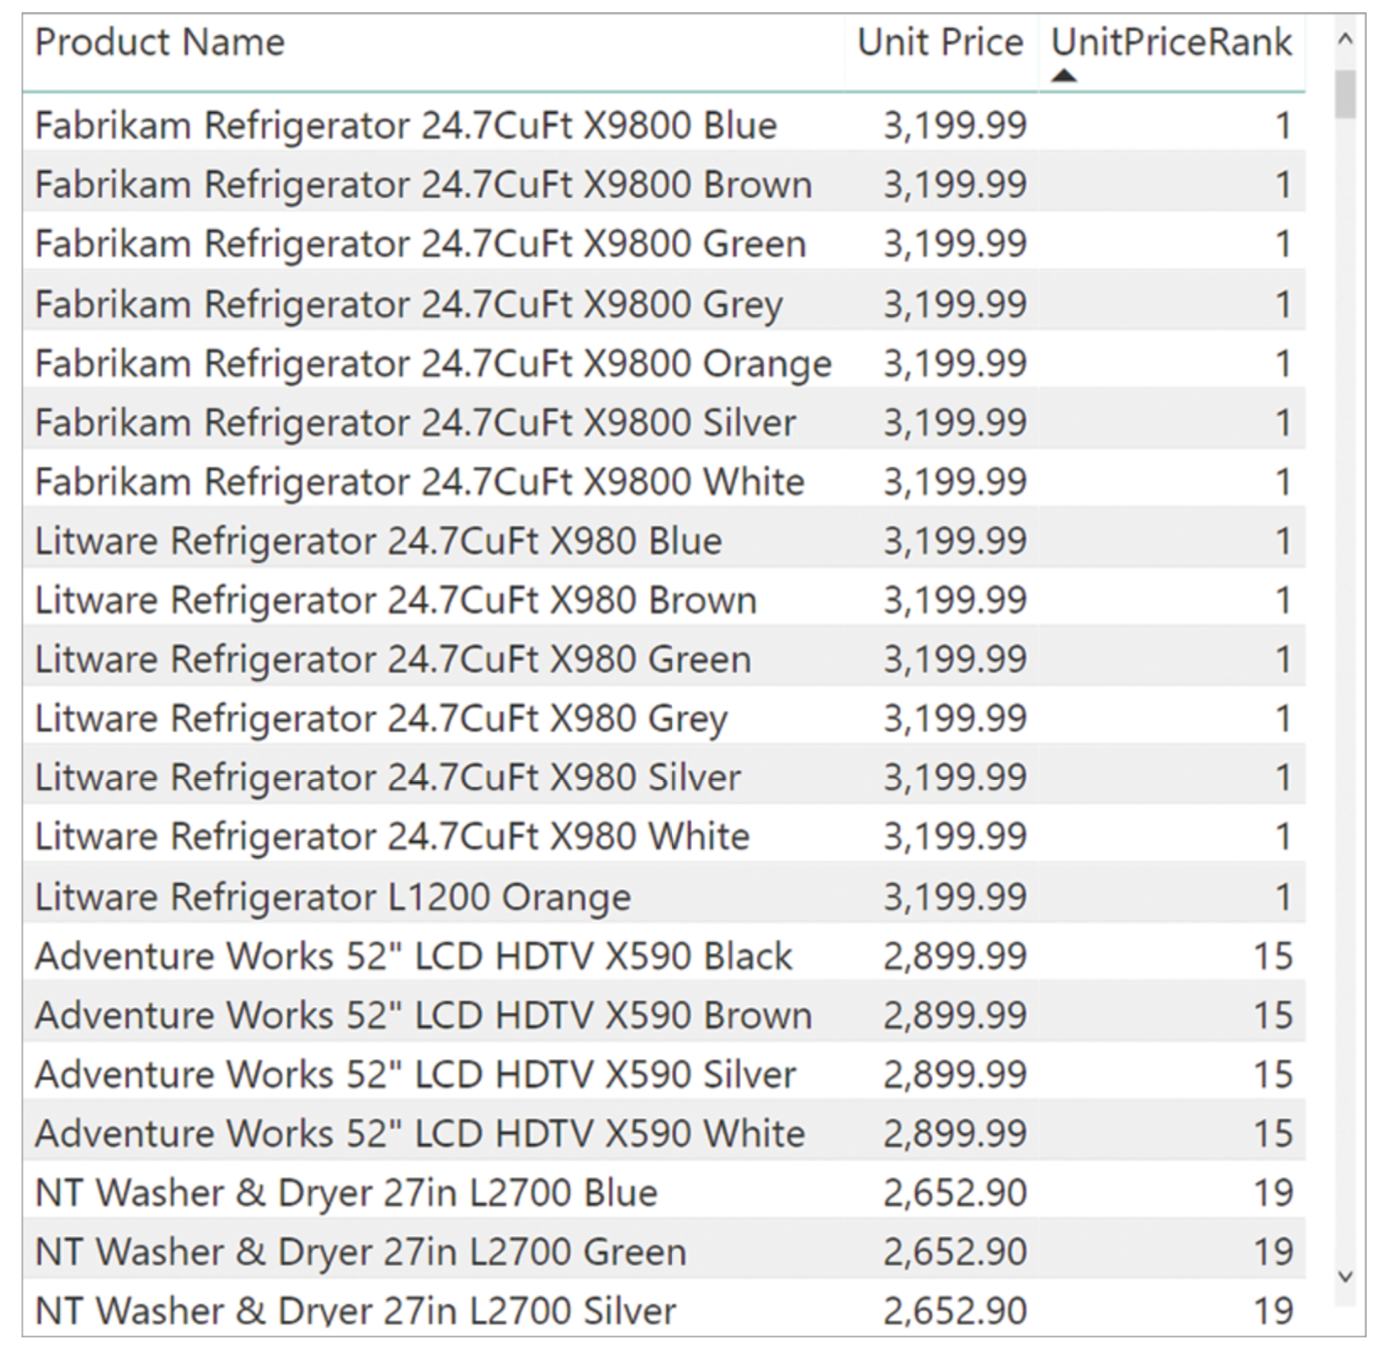 Product Name Unit Price UnitPriceRank
Fabrikam Refrigerator 24.7CuFt X9800 Blue 3,199.99 1
Fabrikam Refrigerator 24.7CuFt X9800 Brown 3,199.99 1
Fabrikam Refrigerator 24.7CuFt X9800 Green 3,199.99 1
Fabrikam Refrigerator 24.7CuFt X9800 Grey 3,199.99 1
Fabrikam Refrigerator 24.7CuFt X9800 Orange 3,199.99 1
Fabrikam Refrigerator 24.7CuFt X9800 Silver 3,199.99 1
Fabrikam Refrigerator 24.7CuFt X9800 White 3,199.99 1
Litware Refrigerator 24.7CuFt X980 Blue 3,199.99 1
Litware Refrigerator 24.7CuFt X980 Brown 3,199.99 1
Litware Refrigerator 24.7CuFt X980 Green 3,199.99 1
Litware Refrigerator 24.7CuFt X980 Grey 3,199.99 1
Litware Refrigerator 24.7CuFt X980 Silver 3,199.99 1
Litware Refrigerator 24.7CuFt X980 White 3,199.99 1
Litware Refrigerator L1200 Orange 3,199.99 1
Adventure Works 52" LCD HDTV X590 Black 2,899.99 15
Adventure Works 52" LCD HDTV X590 Brown 2,899.99 15
Adventure Works 52" LCD HDTV X590 Silver 2,899.99 15
Adventure Works 52" LCD HDTV X590 White 2,899.99 15
NT Washer & Dryer 27in L2700 Blue 2,652.90 19
NT Washer & Dryer 27in L2700 Green 2,652.90 19
NT Washer & Dryer 27in L2700 Silver 2,652.90 19